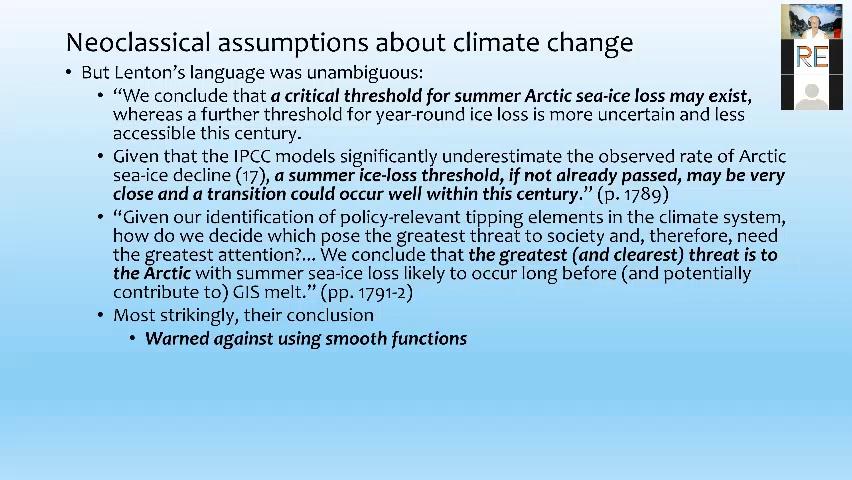 Neoclassical assumptions about climate change
• But Lenton’s language was unambiguous:
• “We conclude that a critical threshold for summer Arctic sea-ice loss may exist,
whereas a further threshold for year-round ice loss is more uncertain and less
accessible this century.
• Given that the IPCC models significantly underestimate the observed rate of Arctic
sea-ice decline (17), a summer ice-loss threshold, if not already passed, may be very
close and a transition could occur well within this century.” (p. 1789)
• “Given our identification of policy-relevant tipping elements in the climate system,
how do we decide which pose the greatest threat to society and, therefore, need
the greatest attention?... We conclude that the greatest (and clearest) threat is to
the Arctic with summer sea-ice loss likely to occur long before (and potentially
contribute to) GIS melt.” (pp. 1791-2)
• Most strikingly, their conclusion
• Warned against using smooth functions
RE